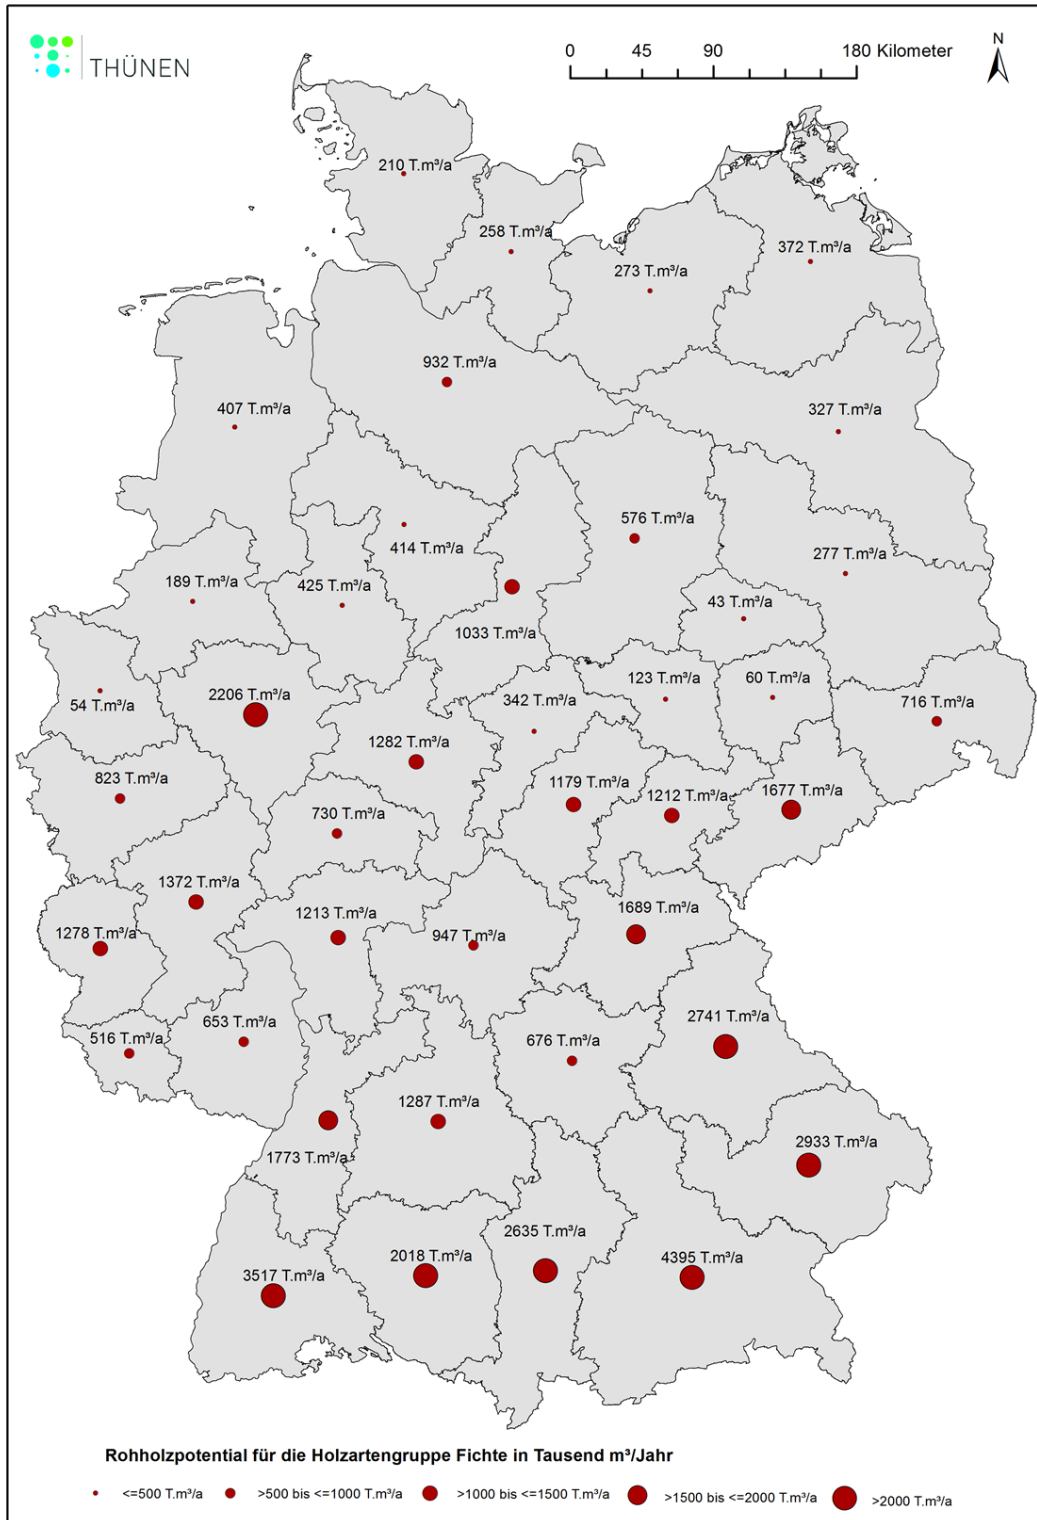 THÜNEN
0 45 90 180 Kilometer
N
210 T.m³/a
258 T.m³/a
372 T.m³/a
273 T.m³/a
932 T.m³/a
407 T.m³/a
327 T.m³/a
576 T.m³/a
414 T.m³/a
277 T.m³/a
189 T.m³/a
425 T.m³/a
43 T.m³/a
1033 T.m³/a
54 T.m³/a
2206 T.m³/a
342 T.m³/a
123 T.m³/a
60 T.m³/a
716 T.m³/a
1282 T.m³/a
823 T.m³/a
1179 T.m³/a
1212 T.m³/a
1677 T.m³/a
730 T.m³/a
1372 T.m³/a
1278 T.m³/a
1213 T.m³/a
947 T.m³/a
1689 T.m³/a
516 T.m³/a
653 T.m³/a
676 T.m³/a
2741 T.m³/a
1287 T.m³/a
1773 T.m³/a
2933 T.m³/a
3517 T.m³/a
2018 T.m³/a
2635 T.m³/a
4395 T.m³/a
Rohholzpotential für die Holzartengruppe Fichte in Tausend m³/Jahr
<=500 T.m³/a >500 bis <=1000 T.m³/a >1000 bis <=1500 T.m³/a >1500 bis <=2000 T.m³/a >2000 T.m³/a